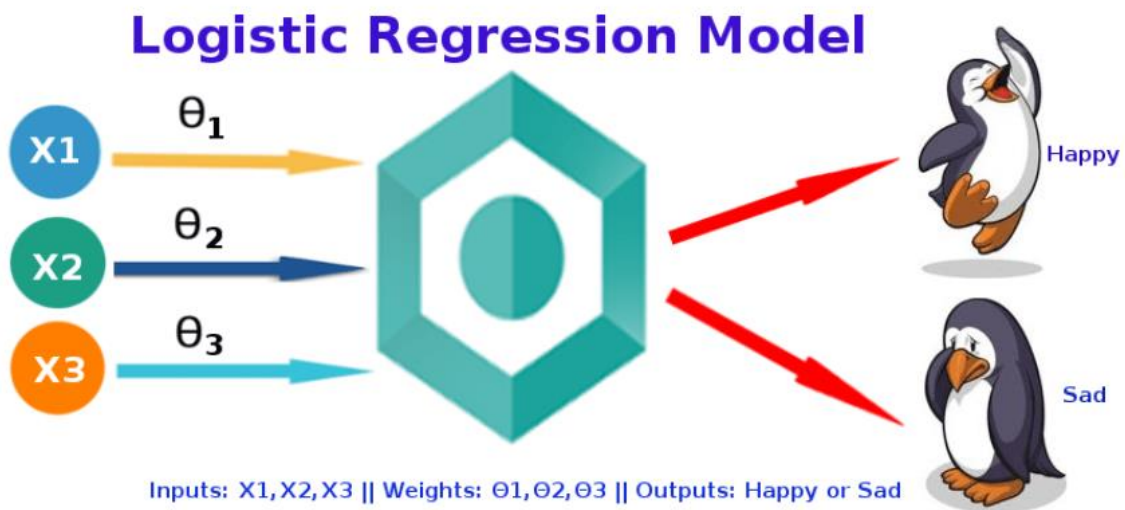 Logistic Regression Model
X1
θ1
X2
θ2
X3
θ3
Happy
Sad
Inputs: X1,X2,X3 || Weights: Θ1,Θ2,Θ3 || Outputs: Happy or Sad